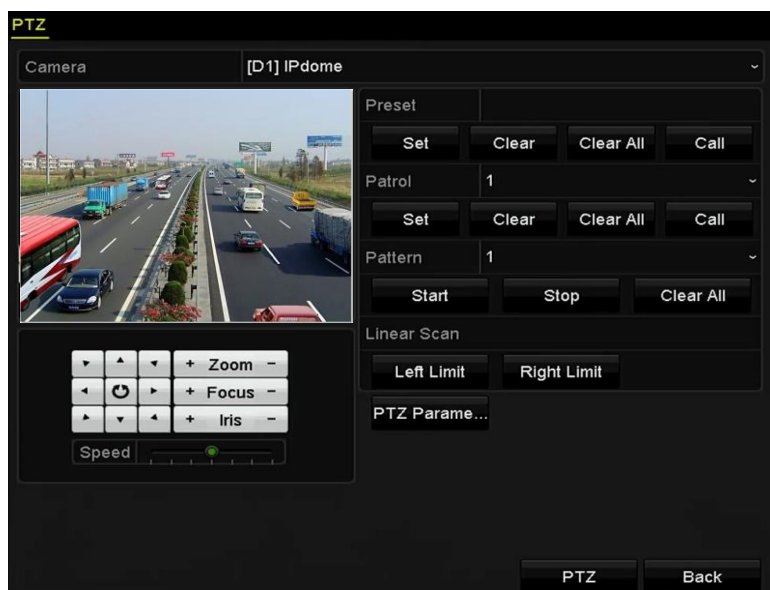 PTZ
Camera [D1] IPdome
Preset
Set Clear Clear All Call
Patrol 1
Set Clear Clear All Call
Pattern 1
Start Stop Clear All
Linear Scan
Left Limit Right Limit
PTZ Parame...
+ Zoom −
+ Focus −
+ Iris −
Speed
PTZ Back